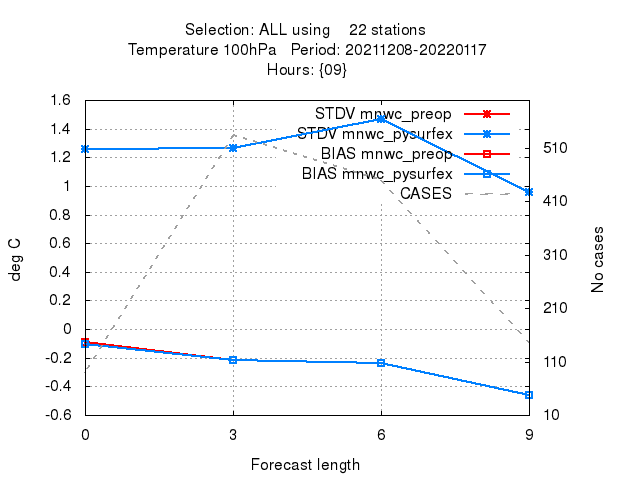 Selection: ALL using    22 stations
Temperature 100hPa   Period: 20211208-20220117
Hours: {09}
STDV mnwc_preop
STDV mnwc_pysurfex
BIAS mnwc_preop
BIAS mnwc_pysurfex
CASES
1.6
1.4
1.2
1
0.8
0.6
0.4
0.2
0
-0.2
-0.4
-0.6
deg C
510
410
310
210
110
10
No cases
0
3
6
9
Forecast length